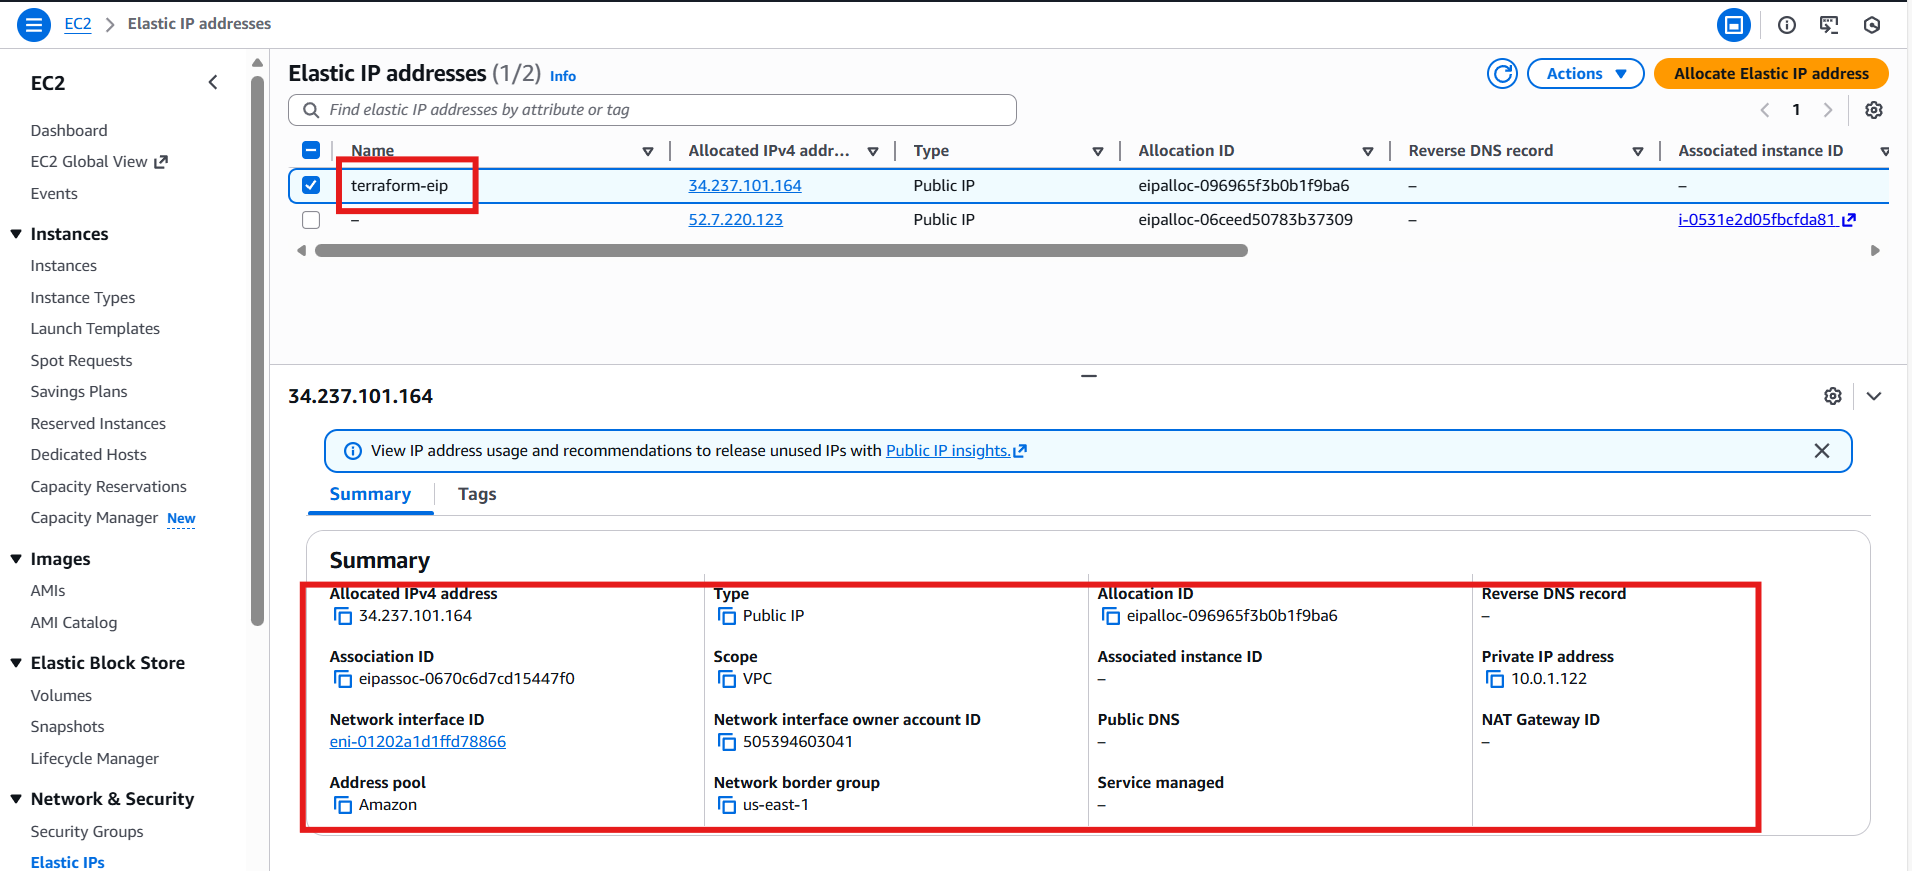 EC2 > Elastic IP addresses
EC2
Dashboard
EC2 Global View
Events
Instances
Instances
Instance Types
Launch Templates
Spot Requests
Savings Plans
Reserved Instances
Dedicated Hosts
Capacity Reservations
Capacity Manager New
Images
AMIs
AMI Catalog
Elastic Block Store
Volumes
Snapshots
Lifecycle Manager
Network & Security
Security Groups
Elastic IPs
Elastic IP addresses (1/2) Info
Actions
Allocate Elastic IP address
Find elastic IP addresses by attribute or tag
1
Name Allocated IPv4 addr... Type Allocation ID Reverse DNS record Associated instance ID
terraform-eip 34.237.101.164 Public IP eipalloc-096965f3b0b1f9ba6 – –
– 52.7.220.123 Public IP eipalloc-06ceed50783b37309 – i-0531e2d05fbcfda81
34.237.101.164
View IP address usage and recommendations to release unused IPs with Public IP insights.
Summary Tags
Summary
Allocated IPv4 address Type Allocation ID Reverse DNS record
34.237.101.164 Public IP eipalloc-096965f3b0b1f9ba6 –
Association ID Scope Associated instance ID Private IP address
eipassoc-0670c6d7cd15447f0 VPC – 10.0.1.122
Network interface ID Network interface owner account ID Public DNS NAT Gateway ID
eni-01202a1d1ffd78866 505394603041 – –
Address pool Network border group Service managed
Amazon us-east-1 –